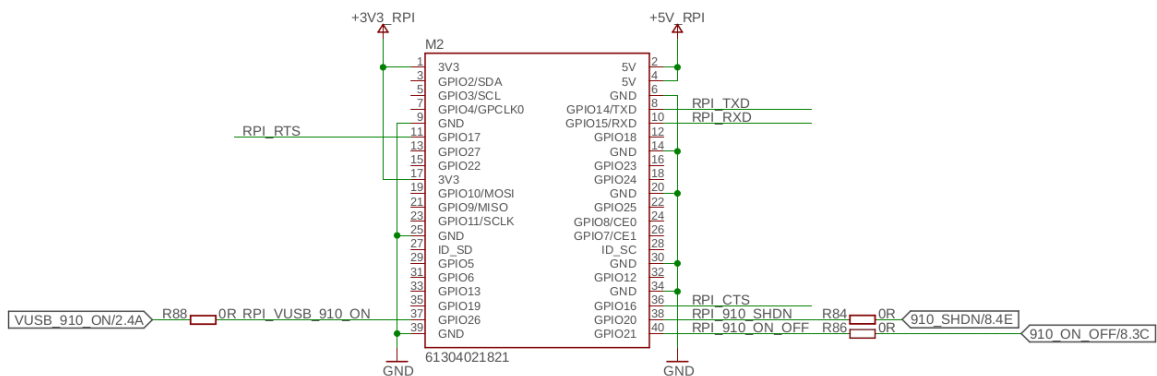 +3V3_RPI
+5V_RPI
M2
1 3V3 5V 2
3 GPIO2/SDA 5V 4
5 GPIO3/SCL GND 6
7 GPIO4/GPCLK0 GPIO14/TXD 8 RPI_TXD
9 GND GPIO15/RXD 10 RPI_RXD
RPI_RTS 11 GPIO17 GPIO18 12
13 GPIO27 GND 14
15 GPIO22 GPIO23 16
17 3V3 GPIO24 18
19 GPIO10/MOSI GND 20
21 GPIO9/MISO GPIO25 22
23 GPIO11/SCLK GPIO8/CE0 24
25 GND GPIO7/CE1 26
27 ID_SD ID_SC 28
29 GPIO5 GND 30
31 GPIO6 GPIO12 32
33 GPIO13 GND 34
35 GPIO19 GPIO16 36 RPI_CTS
VUSB_910_ON/2.4A R88 0R RPI_VUSB_910_ON 37 GPIO26 GPIO20 38 RPI_910_SHDN R84 0R 910_SHDN/8.4E
39 GND GPIO21 40 RPI_910_ON_OFF R86 0R 910_ON_OFF/8.3C
61304021821
GND
GND